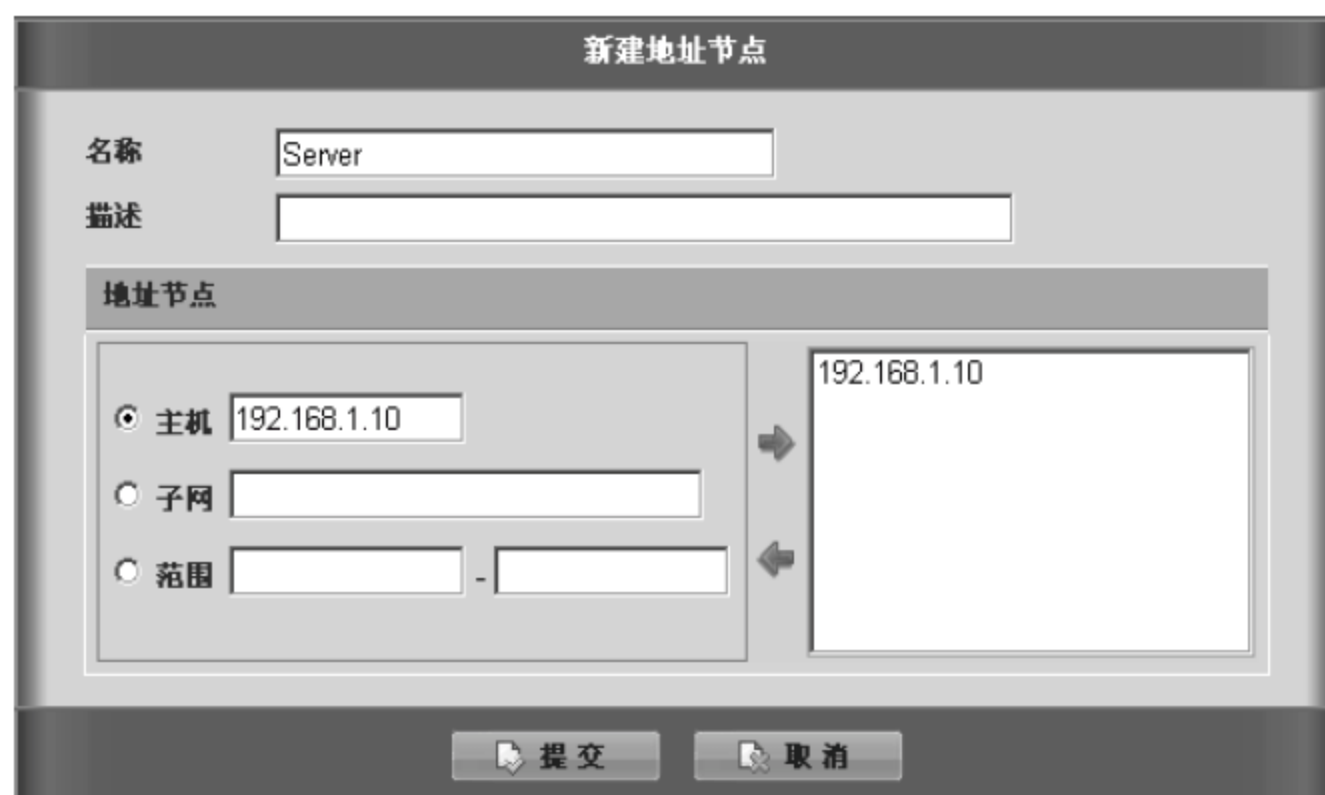 新建地址节点
名称 Server
描述
地址节点
主机 192.168.1.10
192.168.1.10
子网
范围 -
提交 取消